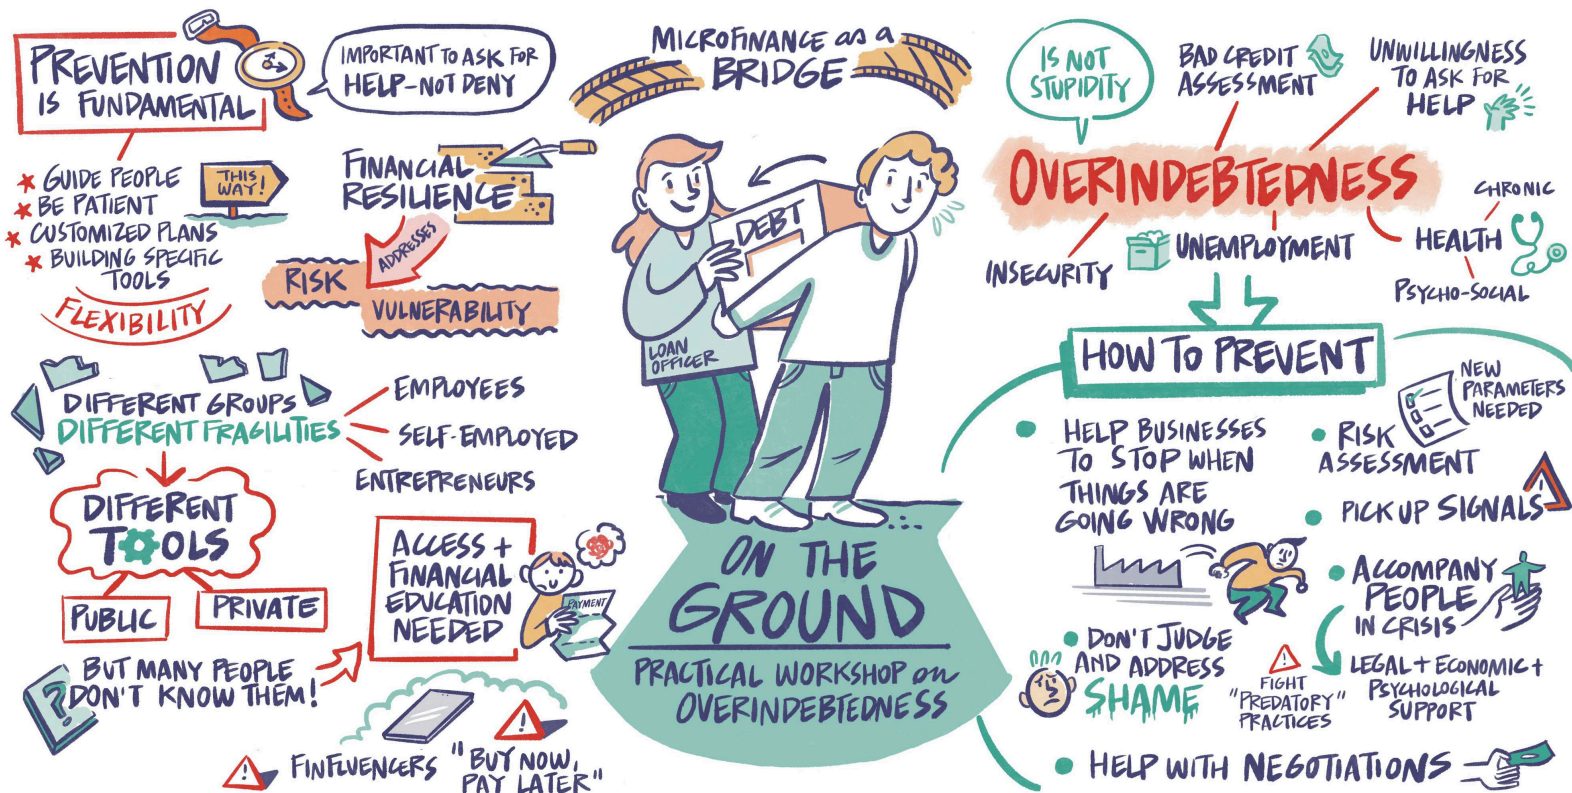 PREVENTION
IS FUNDAMENTAL
IMPORTANT TO ASK FOR
HELP-NOT DENY
* GUIDE PEOPLE
* BE PATIENT
* CUSTOMIZED PLANS
* BUILDING SPECIFIC
TOOLS
FLEXIBILITY
THIS
WAY!
FINANCIAL
RESILIENCE
ADDRESSES
RISK
VULNERABILITY
DIFFERENT GROUPS
DIFFERENT FRAGILITIES
EMPLOYEES
SELF-EMPLOYED
ENTREPRENEURS
DIFFERENT
TOOLS
PUBLIC
PRIVATE
BUT MANY PEOPLE
DON'T KNOW THEM!
?
ACCESS +
FINANCIAL
EDUCATION
NEEDED
PAYMENT
! FINFLUENCERS
!
"BUY NOW,
PAY LATER"
MICROFINANCE as a
BRIDGE
DEBT
LOAN
OFFICER
ON THE
GROUND
PRACTICAL WORKSHOP on
OVERINDEBTEDNESS
IS NOT
STUPIDITY
BAD CREDIT
ASSESSMENT
UNWILLINGNESS
TO ASK FOR
HELP
OVERINDEBTEDNESS
INSECURITY
UNEMPLOYMENT
CHRONIC
HEALTH
PSYCHO-SOCIAL
HOW TO PREVENT
• HELP BUSINESSES
TO STOP WHEN
THINGS ARE
GOING WRONG
• DON'T JUDGE
AND ADDRESS
SHAME
!
FIGHT
"PREDATORY"
PRACTICES
NEW
PARAMETERS
NEEDED
• RISK
ASSESSMENT
• PICK UP SIGNALS
!
• ACCOMPANY
PEOPLE
IN CRISIS
LEGAL + ECONOMIC +
PSYCHOLOGICAL
SUPPORT
• HELP WITH NEGOTIATIONS